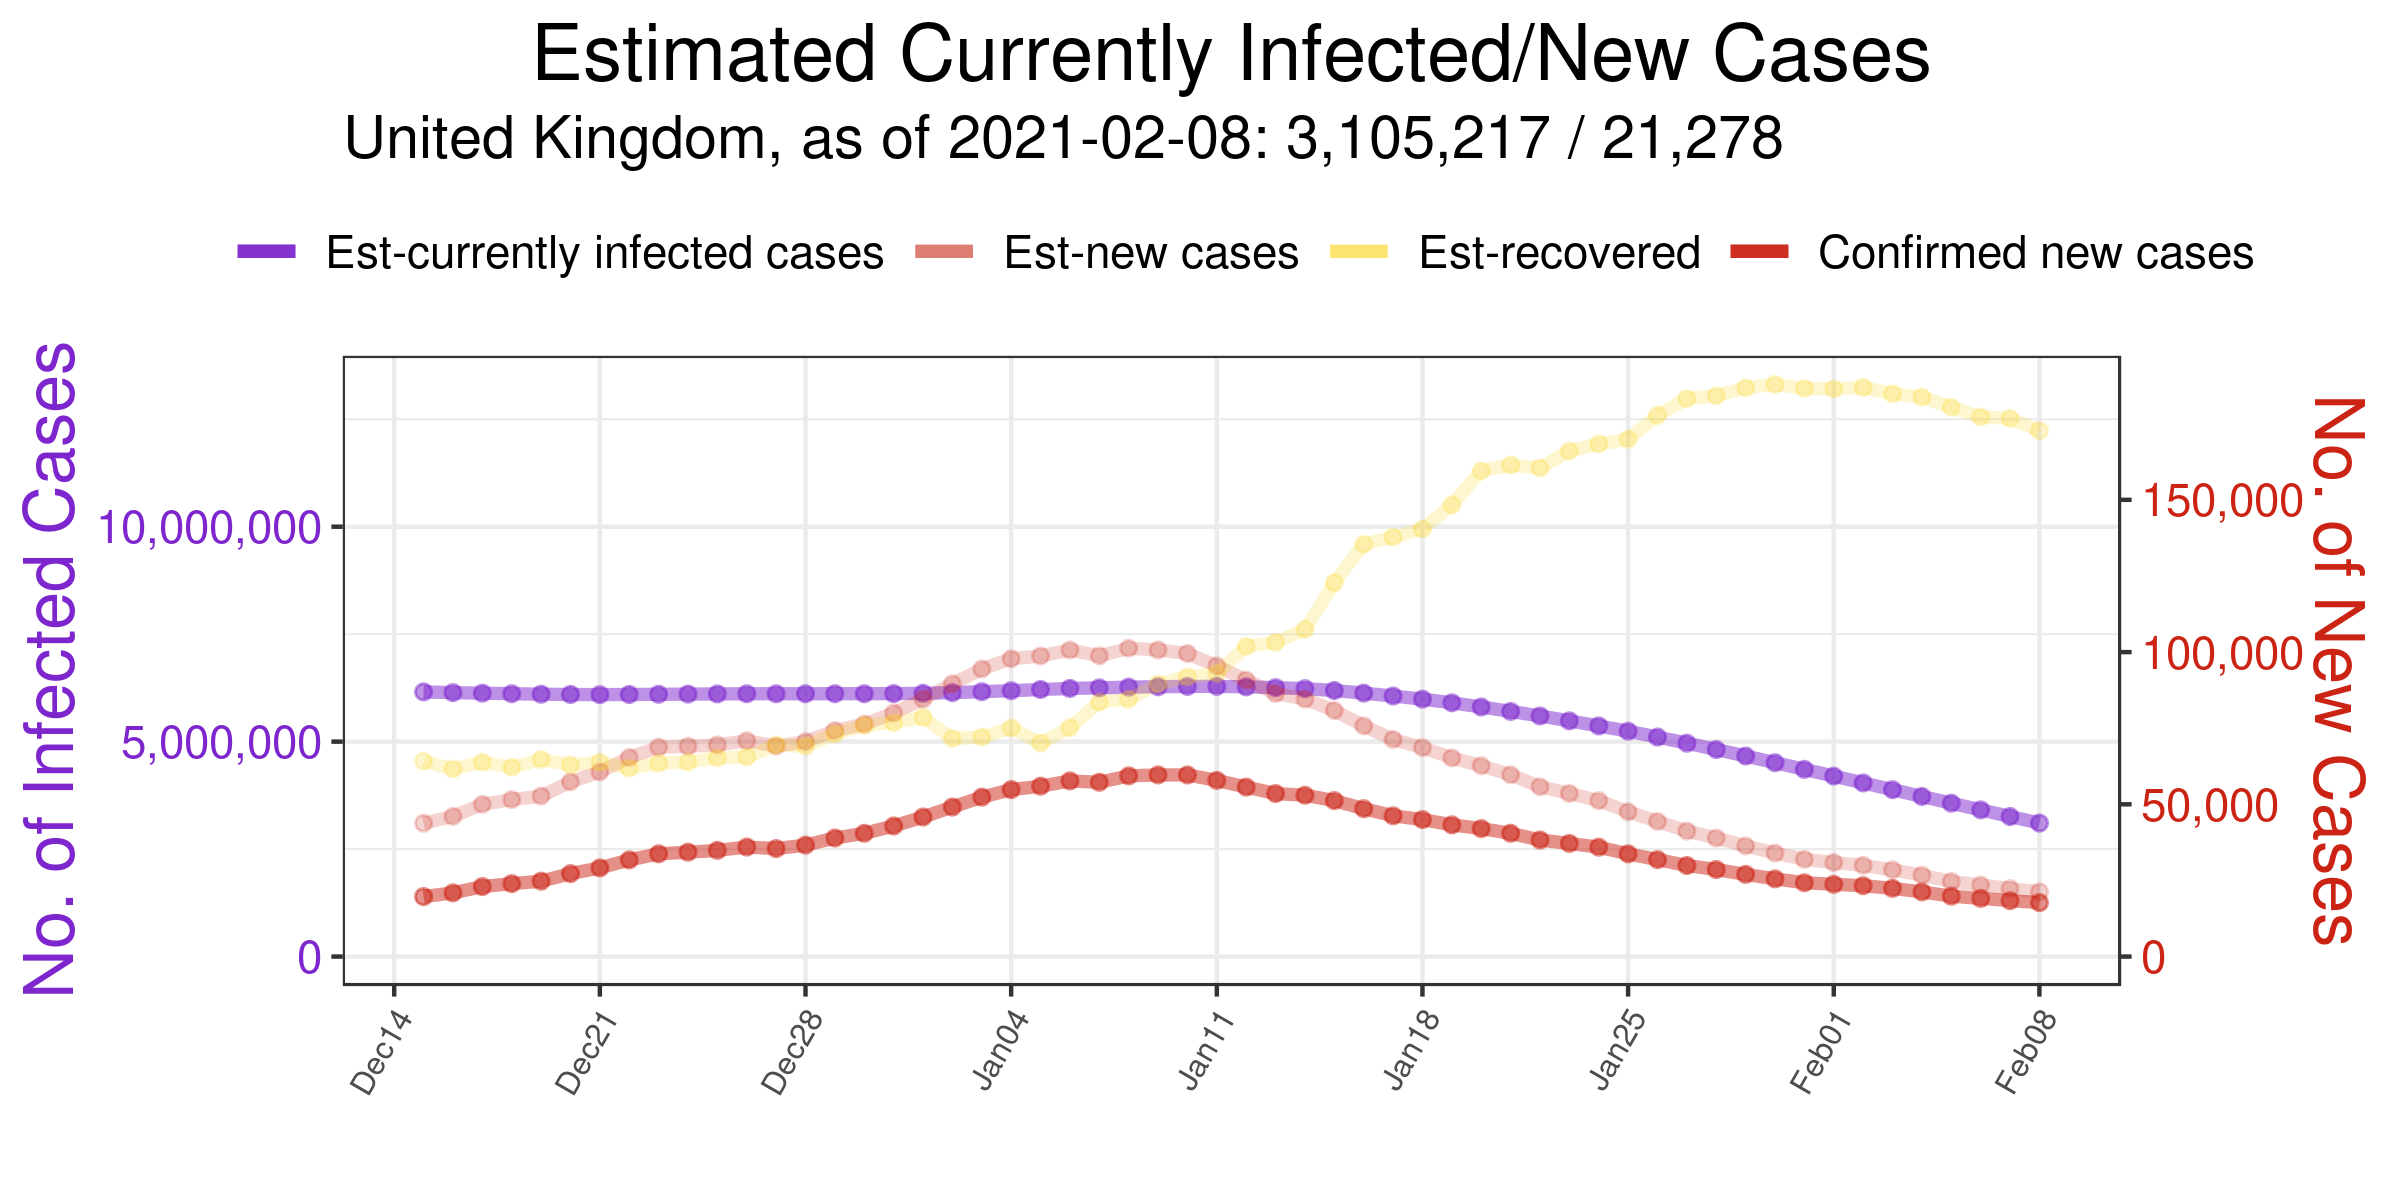 Estimated Currently Infected/New Cases
United Kingdom, as of 2021-02-08: 3,105,217 / 21,278
Est-currently infected cases Est-new cases Est-recovered Confirmed new cases
No. of Infected Cases
10,000,000
5,000,000
0
150,000
100,000
50,000
0
No. of New Cases
Dec14 Dec21 Dec28 Jan04 Jan11 Jan18 Jan25 Feb01 Feb08